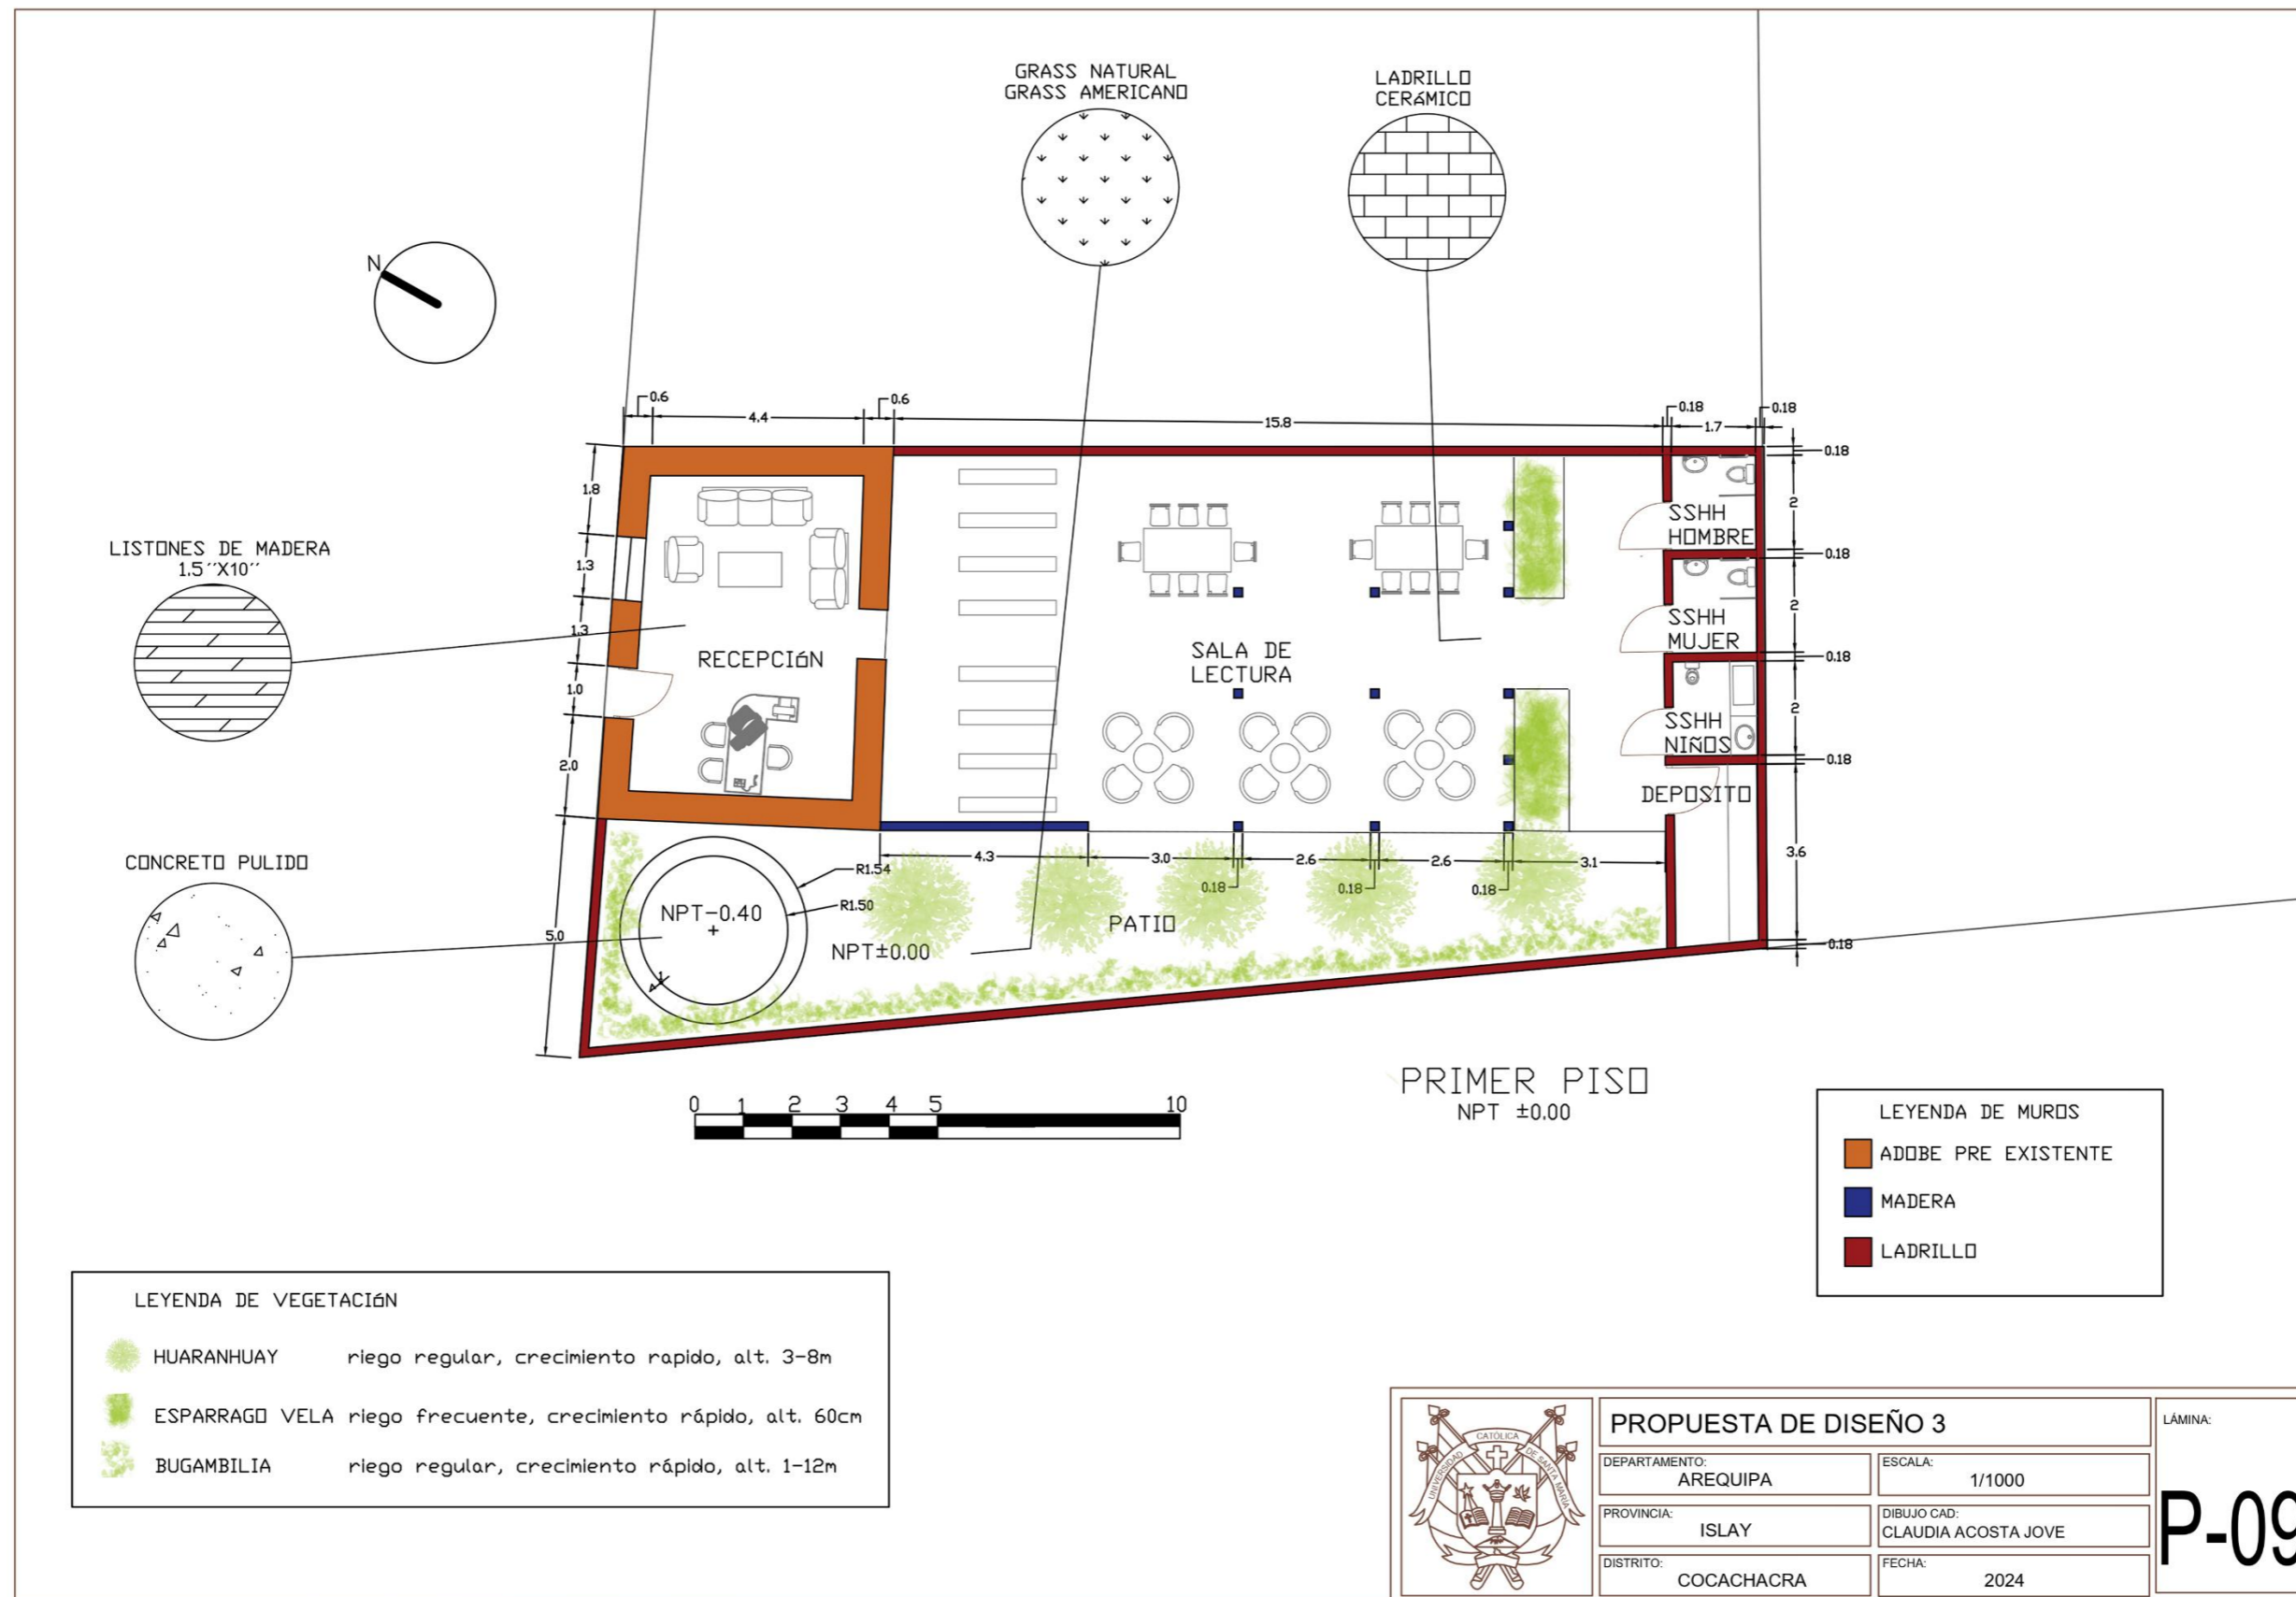 GRASS NATURAL
GRASS AMERICANO
LADRILLO
CERáMICO
N
LISTONES DE MADERA
1.5´´X10´´
CONCRETO PULIDO
0.6
4.4
0.6
15.8
0.18
1.7
0.18
0.18
1.8
1.3
1.3
1.0
2.0
5.0
2
0.18
2
0.18
2
0.18
3.6
0.18
RECEPCIóN
SALA DE
LECTURA
SSHH
HOMBRE
SSHH
MUJER
SSHH
NIÑOS
DEPOSITO
4.3
3.0
2.6
2.6
3.1
0.18
0.18
0.18
R1.54
R1.50
NPT-0.40
+
NPT±0.00
PATIO
0 1 2 3 4 5 10
PRIMER PISO
NPT ±0.00
LEYENDA DE MUROS
ADOBE PRE EXISTENTE
MADERA
LADRILLO
LEYENDA DE VEGETACIóN
HUARANHUAY riego regular, crecimiento rapido, alt. 3-8m
ESPARRAGO VELA riego frecuente, crecimiento rápido, alt. 60cm
BUGAMBILIA riego regular, crecimiento rápido, alt. 1-12m
UNIVERSIDAD CATÓLICA DE SANTA MARÍA
PROPUESTA DE DISEÑO 3
DEPARTAMENTO:
AREQUIPA
ESCALA:
1/1000
PROVINCIA:
ISLAY
DIBUJO CAD:
CLAUDIA ACOSTA JOVE
DISTRITO:
COCACHACRA
FECHA:
2024
LÁMINA:
P-09